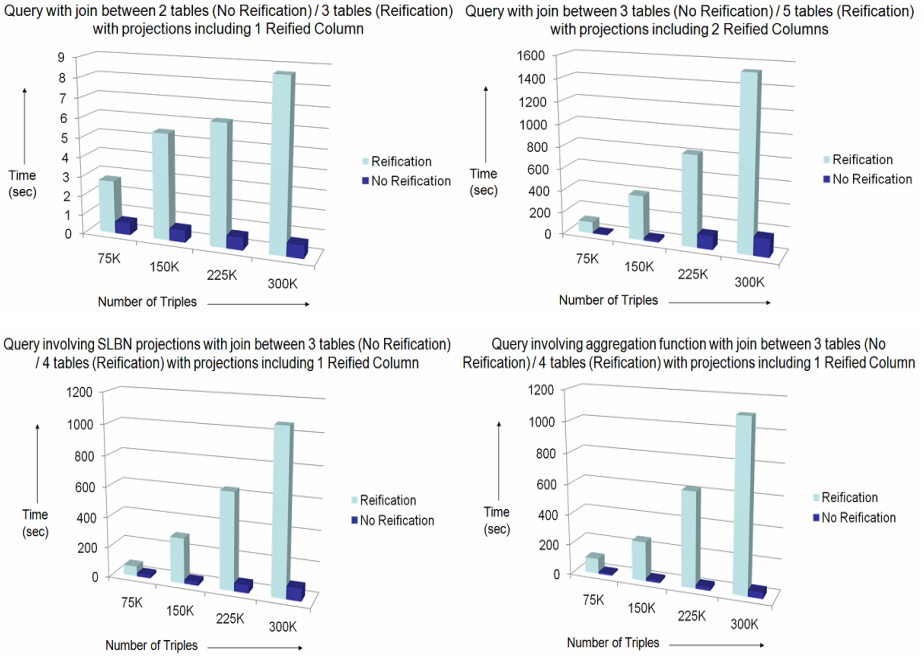 Query with join between 2 tables (No Reification) / 3 tables (Reification)
with projections including 1 Reified Column
9
8
7
6
5
4
3
2
1
0
Time
(sec)
75K
150K
225K
300K
Number of Triples
Reification
No Reification
Query with join between 3 tables (No Reification) / 5 tables (Reification)
with projections including 2 Reified Columns
1600
1400
1200
1000
800
600
400
200
0
Time
(sec)
75K
150K
225K
300K
Number of Triples
Reification
No Reification
Query involving SLBN projections with join between 3 tables (No Reification)
/ 4 tables (Reification) with projections including 1 Reified Column
1200
1000
800
600
400
200
0
Time
(sec)
75K
150K
225K
300K
Number of Triples
Reification
No Reification
Query involving aggregation function with join between 3 tables (No
Reification) / 4 tables (Reification) with projections including 1 Reified Column
1200
1000
800
600
400
200
0
Time
(sec)
75K
150K
225K
300K
Number of Triples
Reification
No Reification